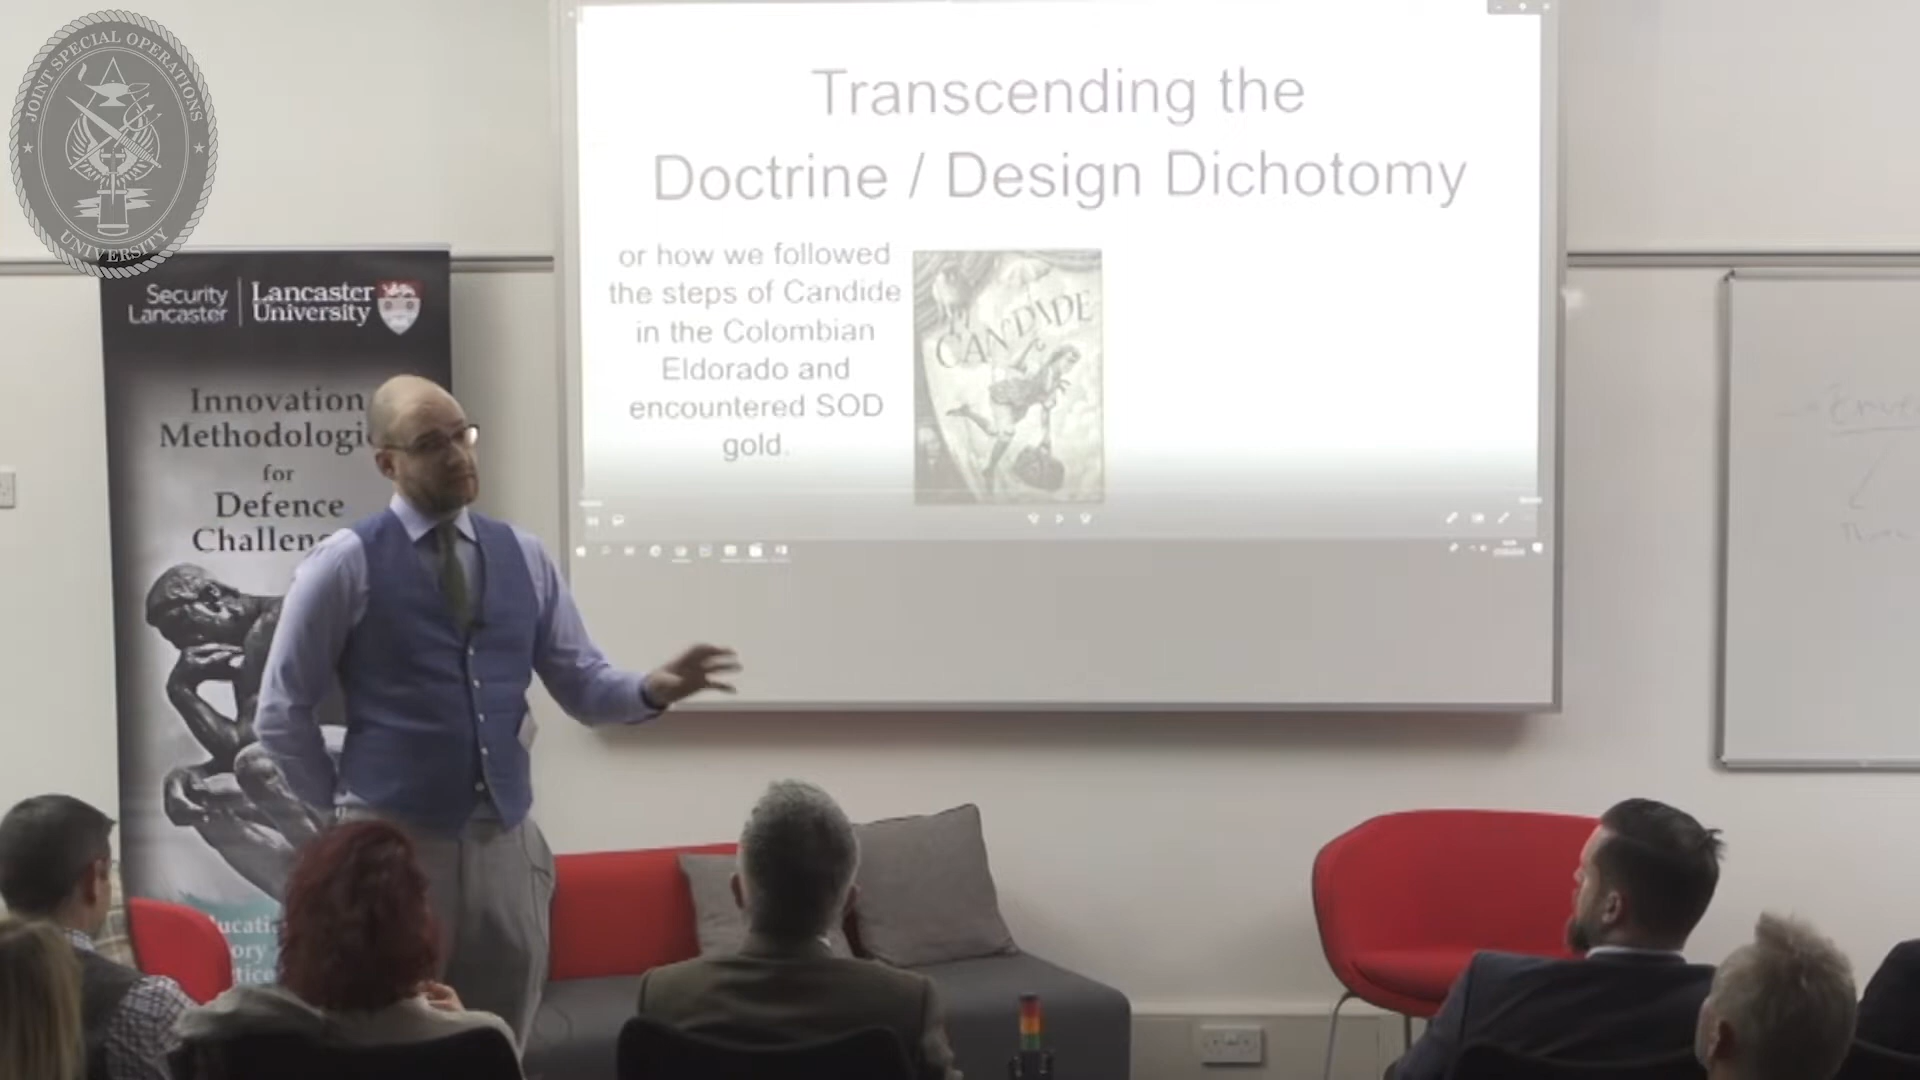 JOINT SPECIAL OPERATIONS
UNIVERSITY
Security
Lancaster
Lancaster
University
Innovation
Methodologi
for
Defence
Challen
Transcending the
Doctrine / Design Dichotomy
or how we followed
the steps of Candide
in the Colombian
Eldorado and
encountered SOD
gold.
CANDIDE